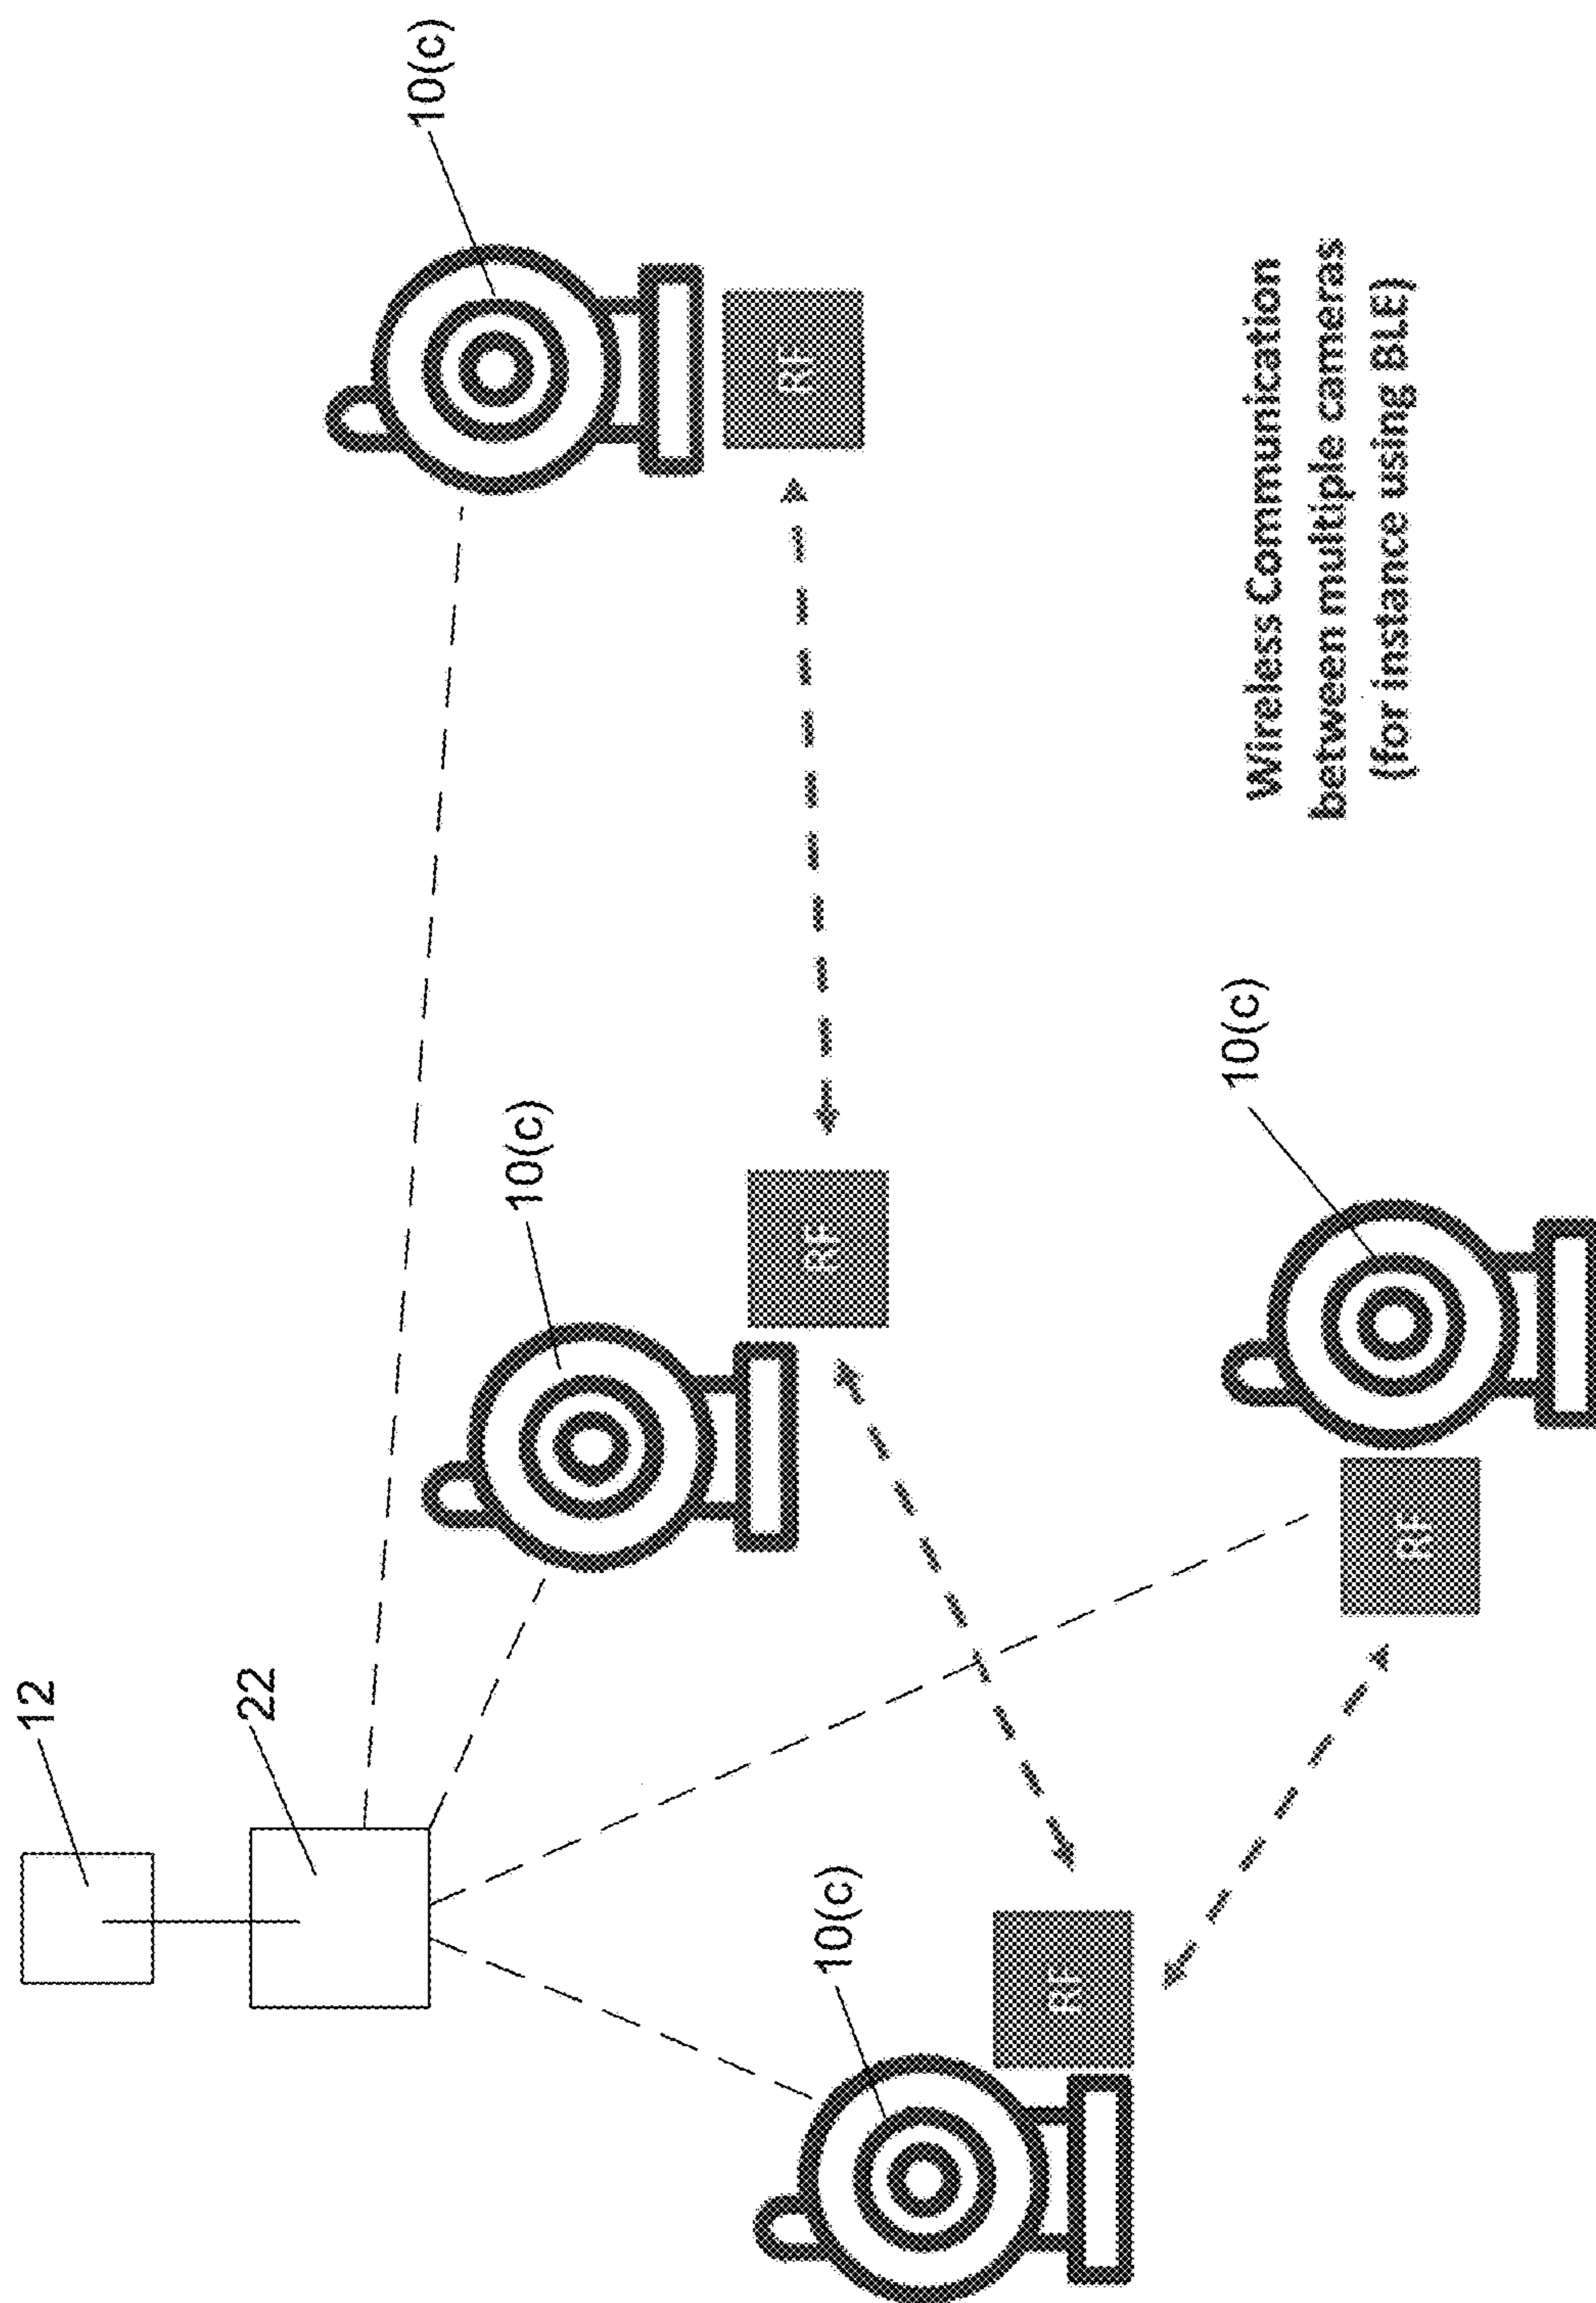 12
22
10(c)
10(c)
RF
RF
10(c)
RF
10(c)
RF
Wireless Communication
between multiple cameras
(for instance using BLE)